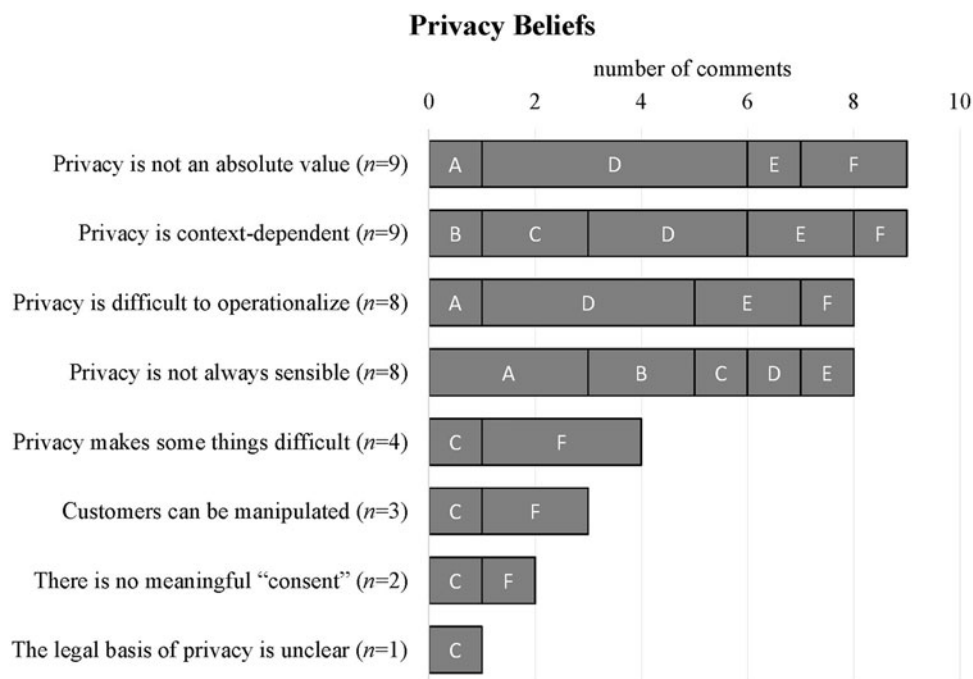 Privacy Beliefs
number of comments
0 2 4 6 8 10
Privacy is not an absolute value (n=9) A D E F
Privacy is context-dependent (n=9) B C D E F
Privacy is difficult to operationalize (n=8) A D E F
Privacy is not always sensible (n=8) A B C D E
Privacy makes some things difficult (n=4) C F
Customers can be manipulated (n=3) C F
There is no meaningful “consent” (n=2) C F
The legal basis of privacy is unclear (n=1) C